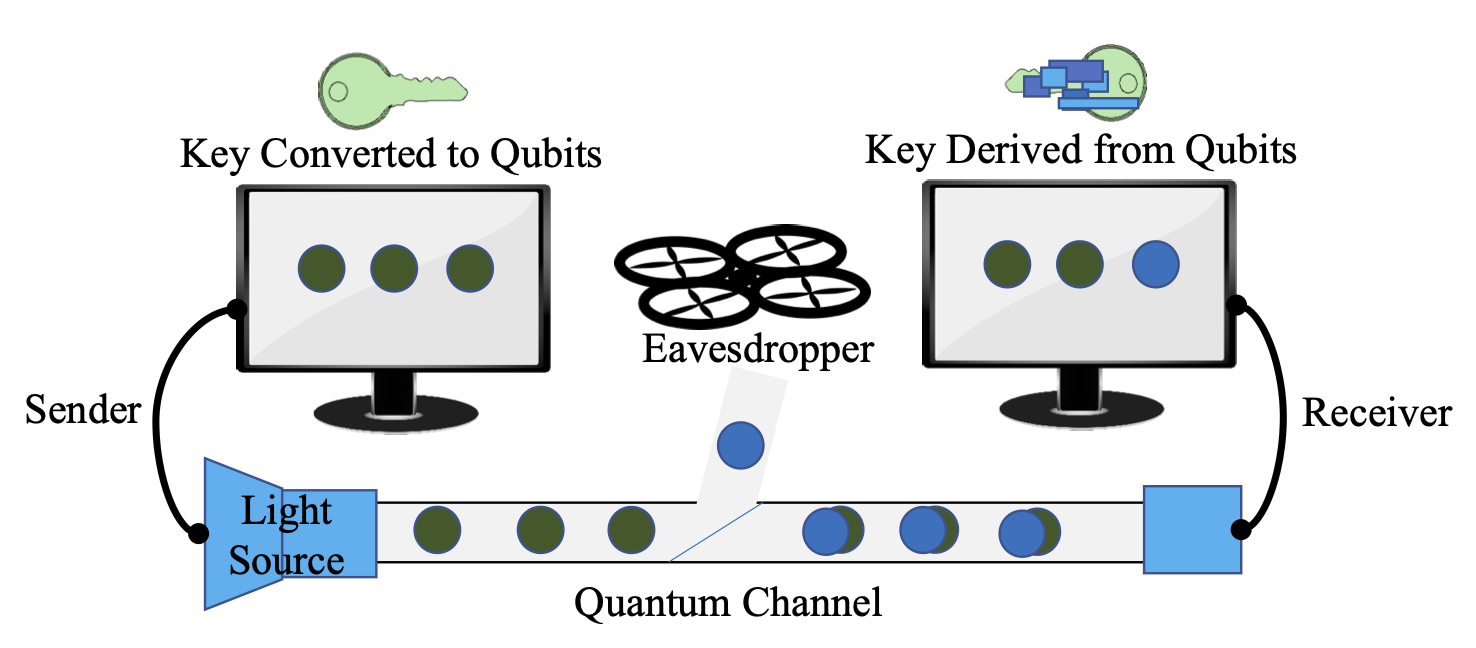 Key Converted to Qubits
Key Derived from Qubits
Eavesdropper
Sender
Receiver
Light
Source
Quantum Channel